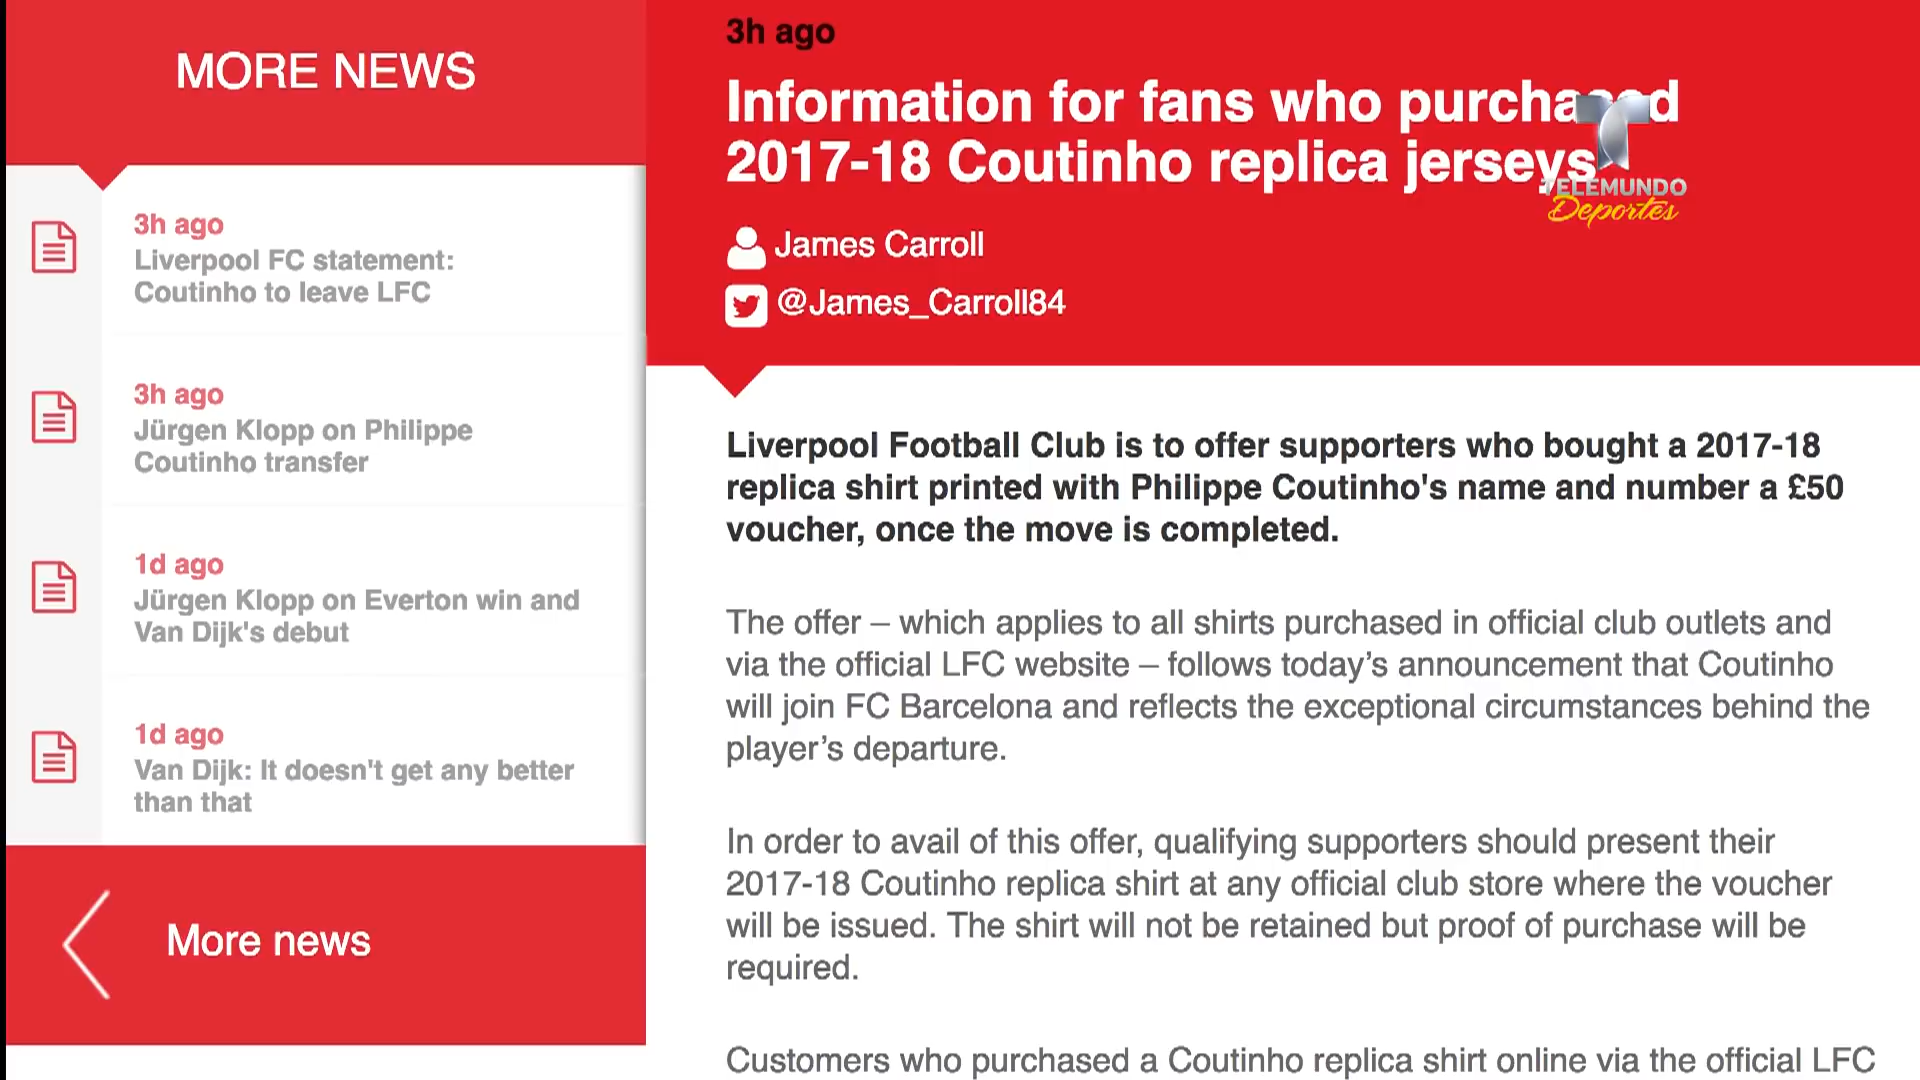 MORE NEWS
3h ago
Liverpool FC statement:
Coutinho to leave LFC
3h ago
Jürgen Klopp on Philippe
Coutinho transfer
1d ago
Jürgen Klopp on Everton win and
Van Dijk's debut
1d ago
Van Dijk: It doesn't get any better
than that
More news
3h ago
Information for fans who purchased
2017-18 Coutinho replica jerseys
TELEMUNDO
Deportes
James Carroll
@James_Carroll84
Liverpool Football Club is to offer supporters who bought a 2017-18
replica shirt printed with Philippe Coutinho's name and number a £50
voucher, once the move is completed.
The offer – which applies to all shirts purchased in official club outlets and
via the official LFC website – follows today’s announcement that Coutinho
will join FC Barcelona and reflects the exceptional circumstances behind the
player’s departure.
In order to avail of this offer, qualifying supporters should present their
2017-18 Coutinho replica shirt at any official club store where the voucher
will be issued. The shirt will not be retained but proof of purchase will be
required.
Customers who purchased a Coutinho replica shirt online via the official LFC